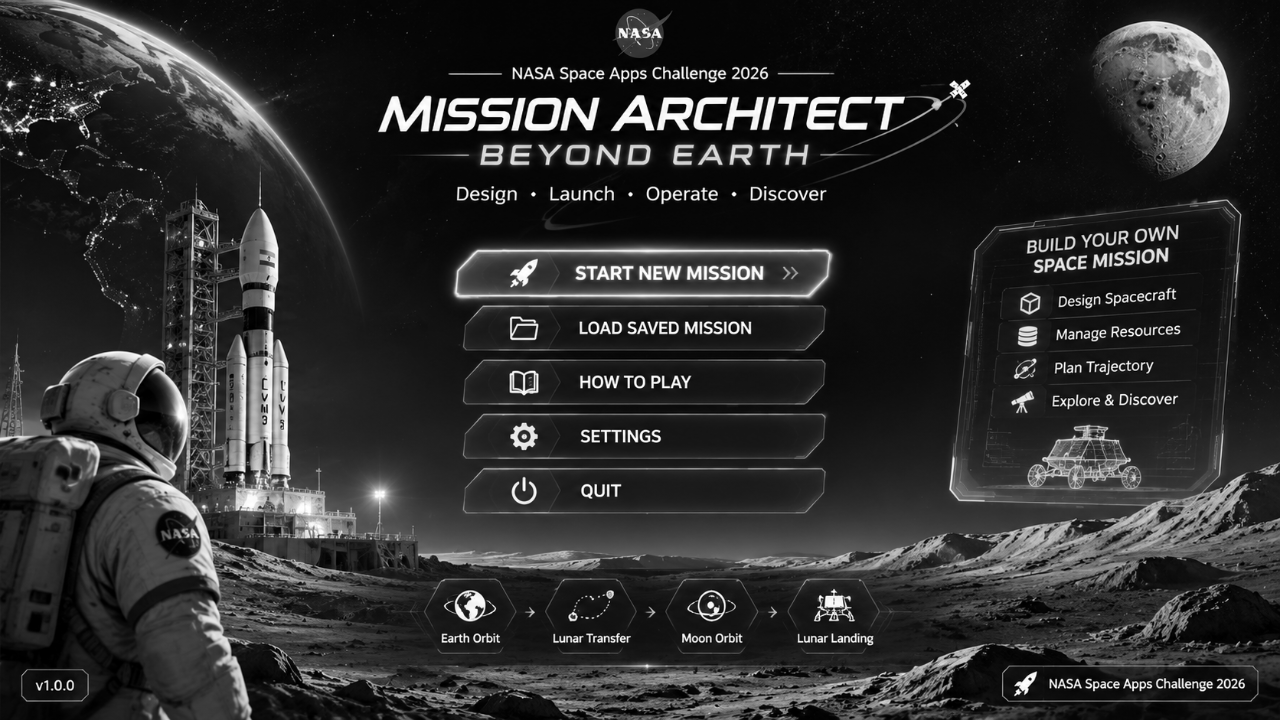 NASA
NASA Space Apps Challenge 2026
MISSION ARCHITECT
BEYOND EARTH
Design • Launch • Operate • Discover
START NEW MISSION
LOAD SAVED MISSION
HOW TO PLAY
SETTINGS
QUIT
BUILD YOUR OWN
SPACE MISSION
Design Spacecraft
Manage Resources
Plan Trajectory
Explore & Discover
NASA
Earth Orbit
Lunar Transfer
Moon Orbit
Lunar Landing
v1.0.0
NASA Space Apps Challenge 2026